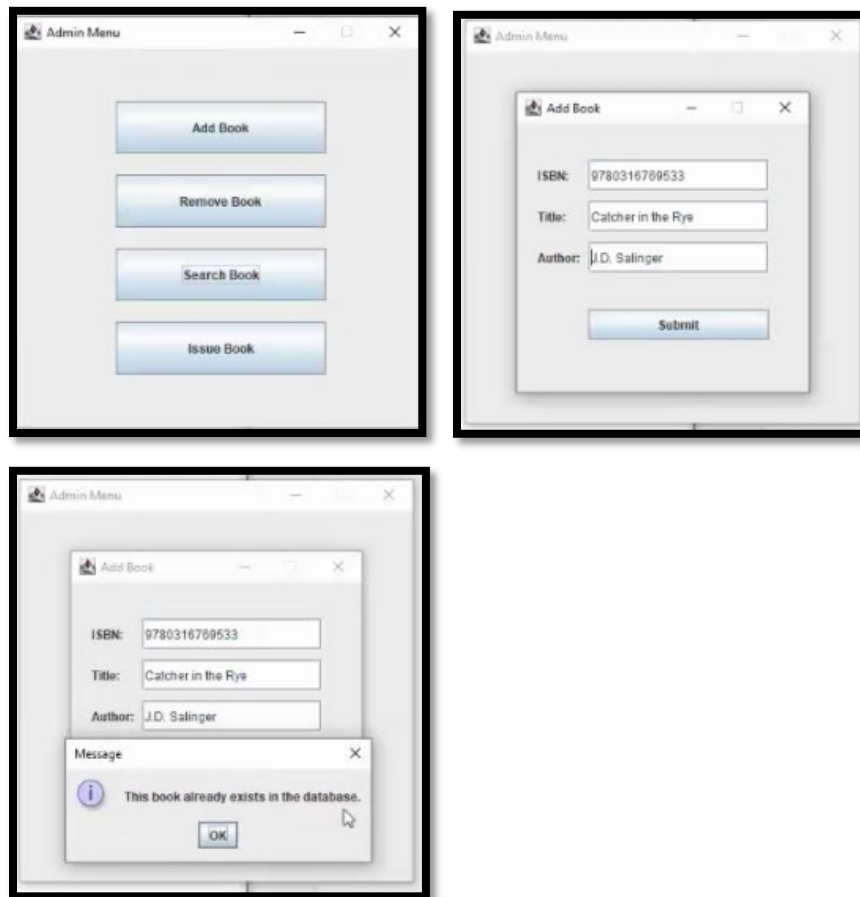 Admin Menu
Add Book
Remove Book
Search Book
Issue Book
Admin Menu
Add Book
ISBN: 9780316769533
Title: Catcher in the Rye
Author: J.D. Salinger
Submit
Admin Menu
Add Book
ISBN: 9780316769533
Title: Catcher in the Rye
Author: J.D. Salinger
Message
This book already exists in the database.
OK